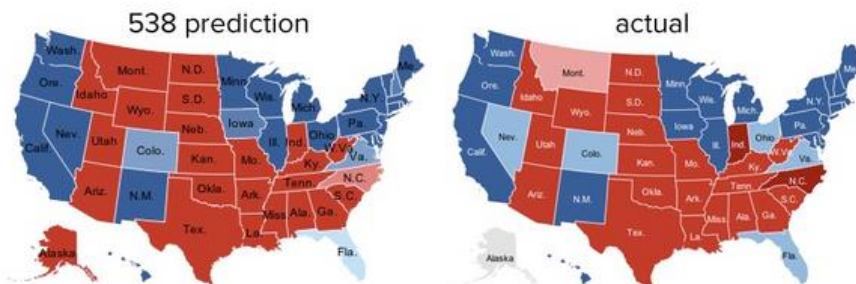 538 prediction
actual
Wash.
Ore.
Calif.
Nev.
Idaho
Mont.
Wyo.
Utah
Ariz.
Colo.
N.M.
N.D.
S.D.
Neb.
Kan.
Okla.
Tex.
Minn
Iowa
Mo.
Ark.
La.
Wis.
Ill.
Mich.
Ind.
Ohio
Ky.
Tenn.
Miss
Ala.
Ga.
Fla.
S.C.
N.C.
Va.
W.Va
Pa.
N.Y.
Me.
Alaska
Wash.
Ore.
Calif.
Nev.
Idaho
Mont.
Wyo.
Utah
Ariz.
Colo.
N.M.
N.D.
S.D.
Neb.
Kan.
Okla.
Tex.
Minn
Iowa
Mo.
Ark.
La.
Wis.
Ill.
Mich.
Ind.
Ohio
Ky.
Tenn.
Miss
Ala.
Ga.
Fla.
S.C.
N.C.
Va.
W.Va
Pa.
N.Y.
Me.
Alaska